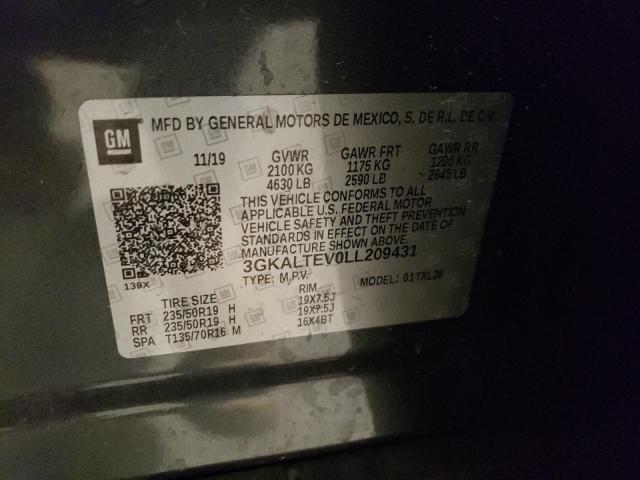 GM MFD BY GENERAL MOTORS DE MEXICO, S. DE R.L. DE C.V.
11/19 GVWR GAWR FRT GAWR RR
2100 KG 1175 KG 1200 KG
4630 LB 2590 LB ~ 2645 LB
THIS VEHICLE CONFORMS TO ALL
APPLICABLE U.S. FEDERAL MOTOR
VEHICLE SAFETY AND THEFT PREVENTION
STANDARDS IN EFFECT ON THE DATE OF
MANUFACTURE SHOWN ABOVE.
139X 3GKALTEV0LL209431
TYPE: M.P.V. MODEL: 01TXL26
TIRE SIZE RIM
FRT 235/50R19 H 19X7.5J
RR 235/50R19 H 19X7.5J
SPA T135/70R16 M 16X4BT